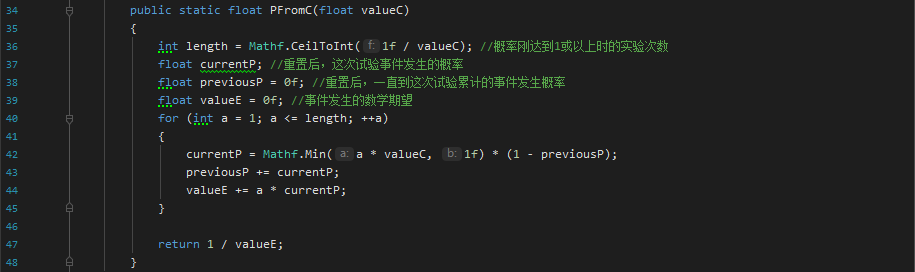 34 public static float PFromC(float valueC)
35 {
36 int length = Mathf.CeilToInt( f: 1f / valueC); //概率刚达到1或以上时的实验次数
37 float currentP; //重置后，这次试验事件发生的概率
38 float previousP = 0f; //重置后，一直到这次试验累计的事件发生概率
39 float valueE = 0f; //事件发生的数学期望
40 for (int a = 1; a <= length; ++a)
41 {
42 currentP = Mathf.Min( a: a * valueC, b: 1f) * (1 - previousP);
43 previousP += currentP;
44 valueE += a * currentP;
45 }
46
47 return 1 / valueE;
48 }